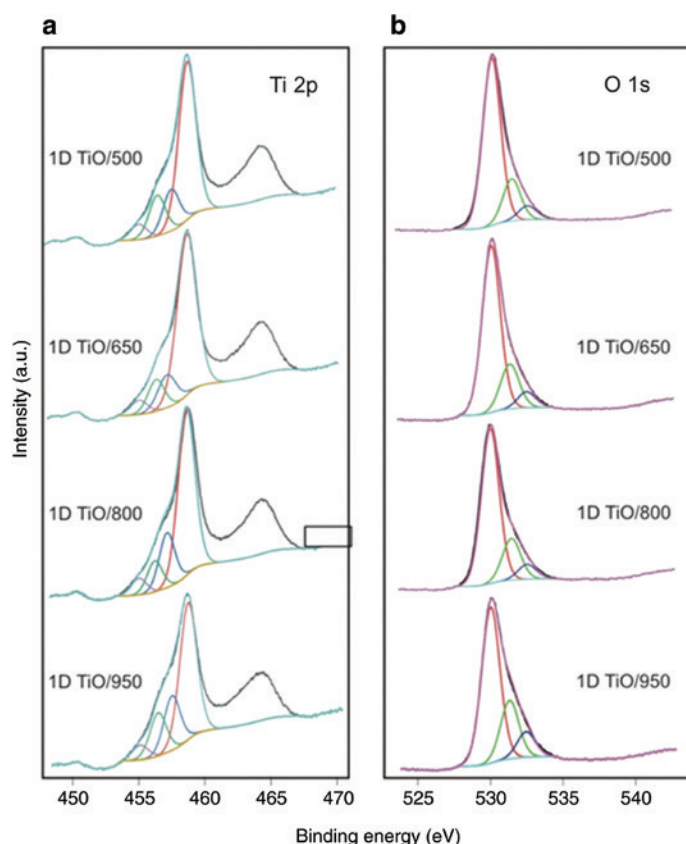 a
b
Ti 2p
O 1s
1D TiO/500
1D TiO/500
1D TiO/650
1D TiO/650
1D TiO/800
1D TiO/800
1D TiO/950
1D TiO/950
Intensity (a.u.)
450 455 460 465 470
525 530 535 540
Binding energy (eV)